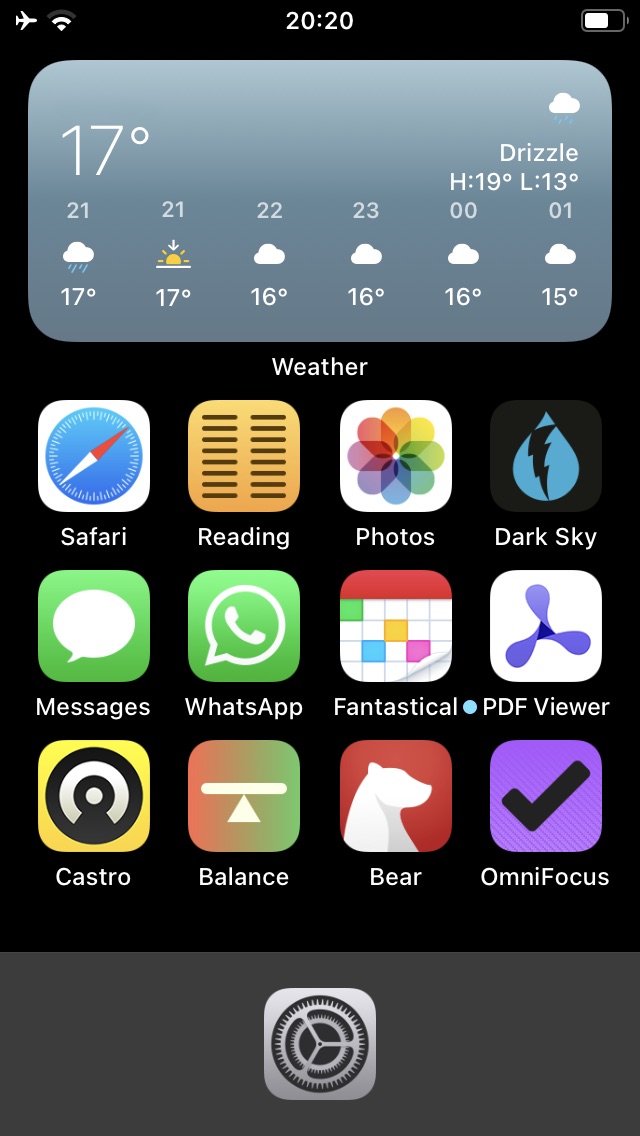 20:20
17°
Drizzle
H:19° L:13°
21 21 22 23 00 01
17° 17° 16° 16° 16° 15°
Weather
Safari Reading Photos Dark Sky
Messages WhatsApp Fantastical PDF Viewer
Castro Balance Bear OmniFocus